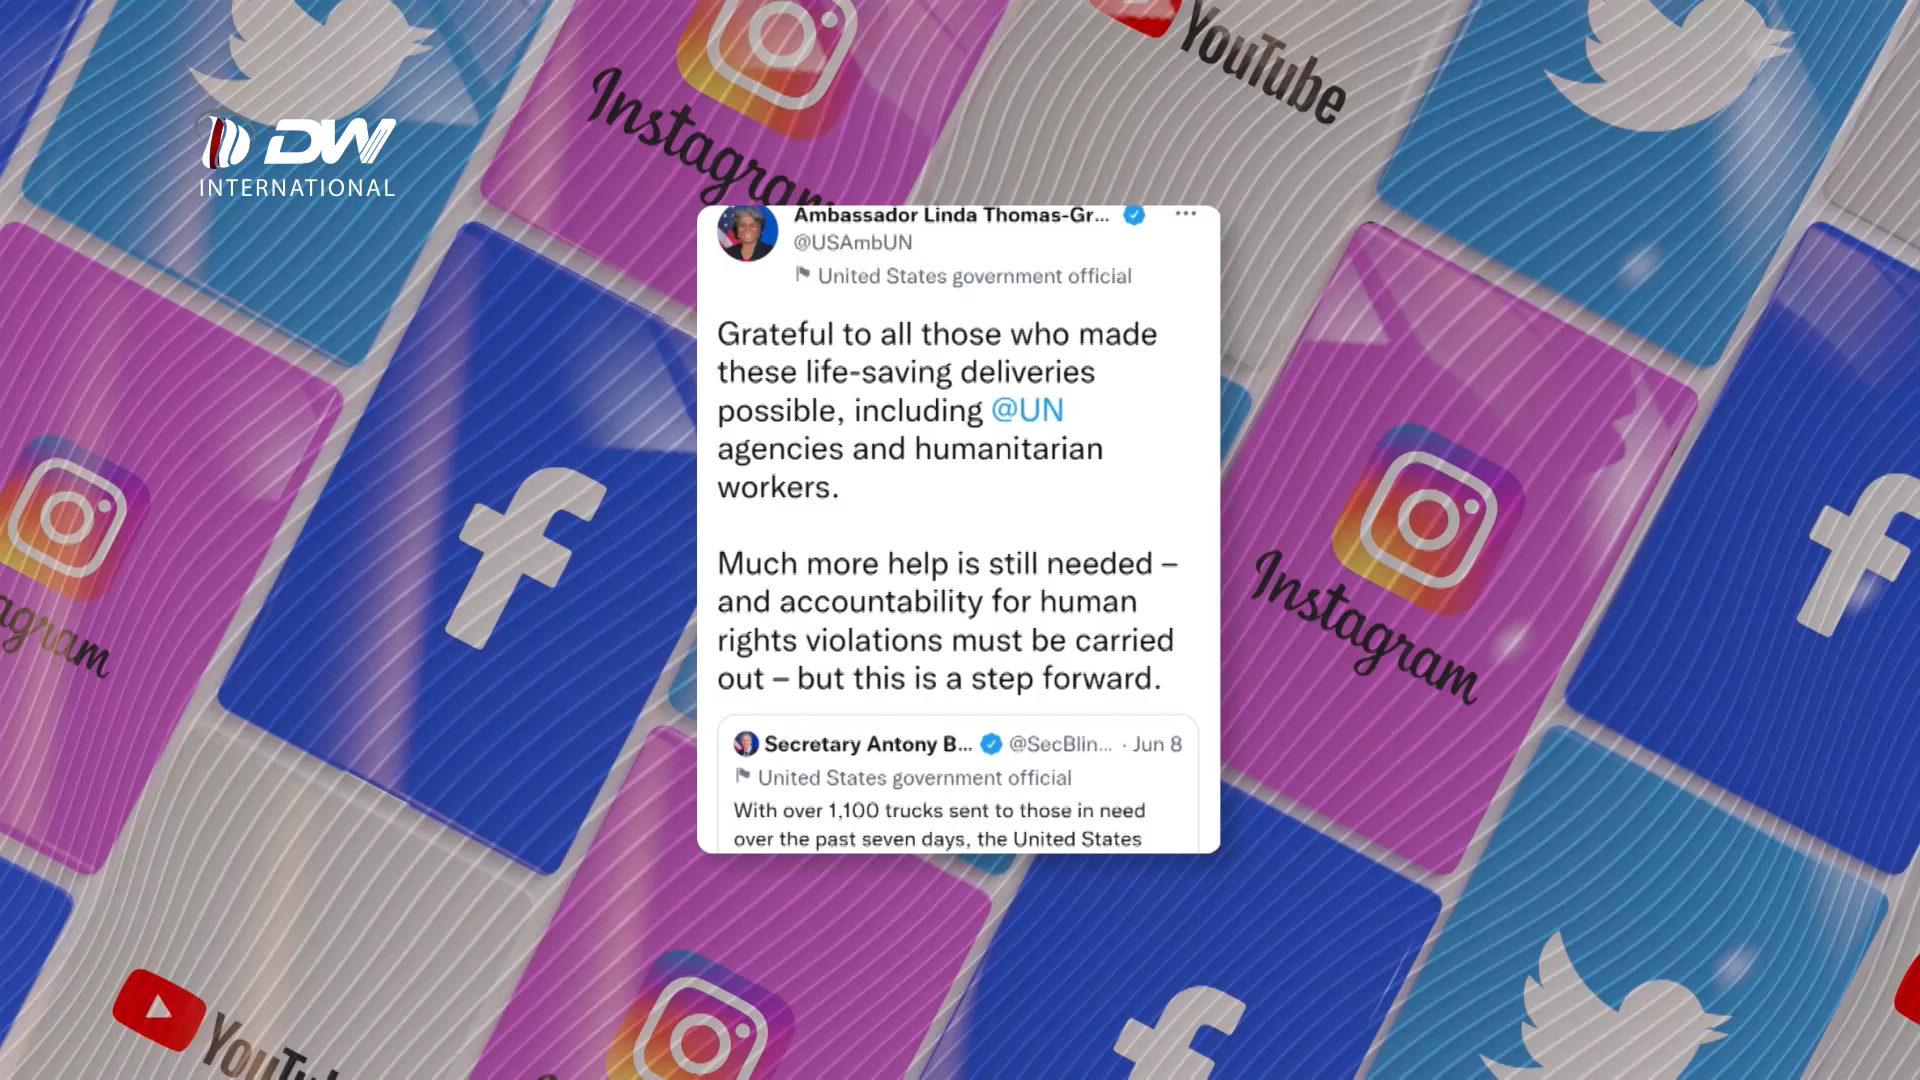 YouTube
Instagram
DW
INTERNATIONAL
Ambassador Linda Thomas-Gr...
@USAmbUN
United States government official
Grateful to all those who made
these life-saving deliveries
possible, including @UN
agencies and humanitarian
workers.
Much more help is still needed –
and accountability for human
rights violations must be carried
out – but this is a step forward.
Secretary Antony B... @SecBlin... · Jun 8
United States government official
With over 1,100 trucks sent to those in need
over the past seven days, the United States
Instagram
agram
YouTu